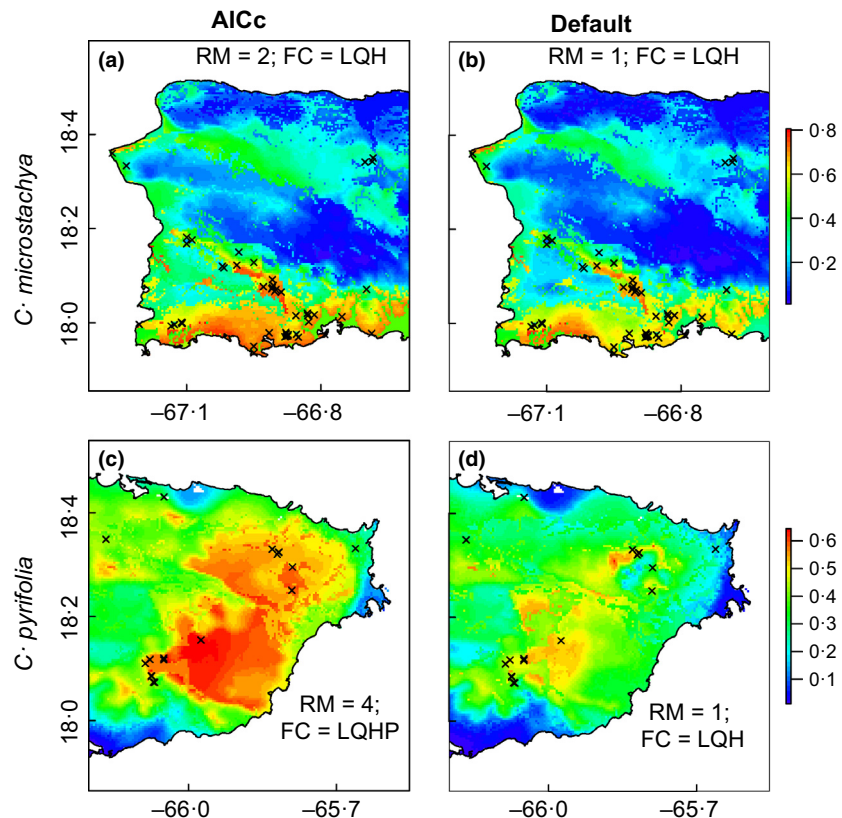 AICc
Default
(a)
RM = 2; FC = LQH
(b)
RM = 1; FC = LQH
C· microstachya
18·4
18·2
18·0
0·8
0·6
0·4
0·2
–67·1
–66·8
–67·1
–66·8
(c)
(d)
C· pyrifolia
18·4
18·2
18·0
RM = 4;
FC = LQHP
RM = 1;
FC = LQH
0·6
0·5
0·4
0·3
0·2
0·1
–66·0
–65·7
–66·0
–65·7